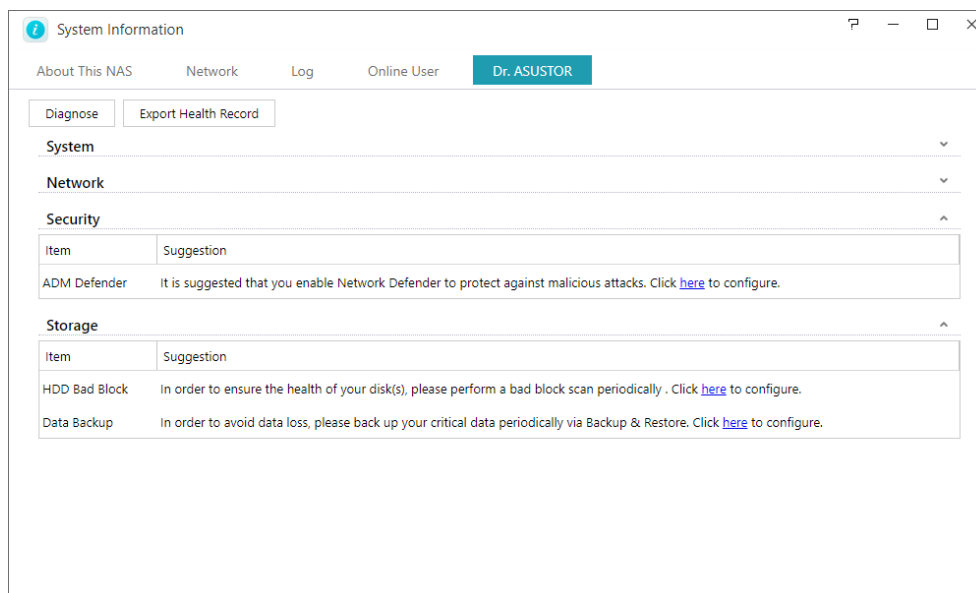 System Information
About This NAS Network Log Online User Dr. ASUSTOR
Diagnose Export Health Record
System
Network
Security
Item Suggestion
ADM Defender It is suggested that you enable Network Defender to protect against malicious attacks. Click here to configure.
Storage
Item Suggestion
HDD Bad Block In order to ensure the health of your disk(s), please perform a bad block scan periodically . Click here to configure.
Data Backup In order to avoid data loss, please back up your critical data periodically via Backup & Restore. Click here to configure.